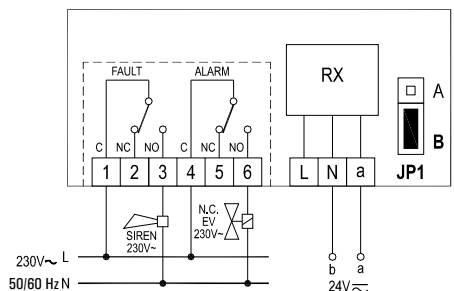 FAULT ALARM
RX
A
B
C NC NO C NC NO
1 2 3 4 5 6 L N a JP1
SIREN
230V~
N.C.
EV
230V~
230V~ L
50/60 Hz N
b a
24V